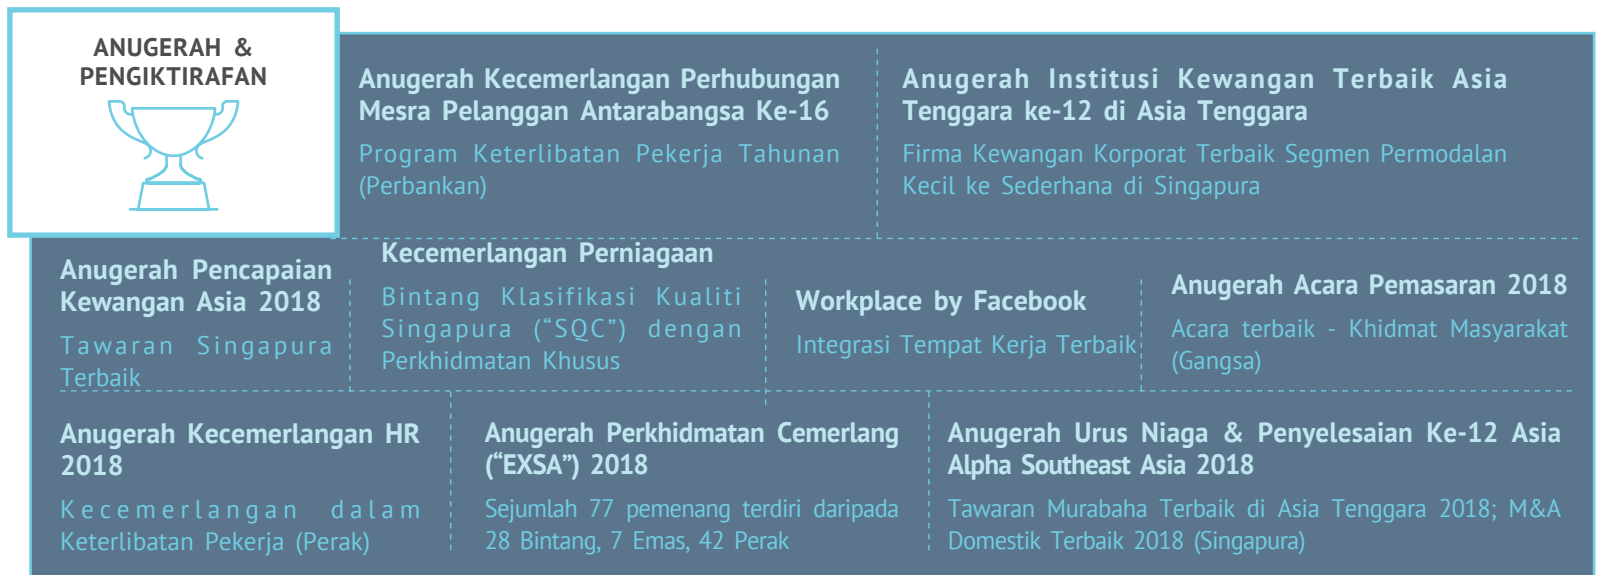 ANUGERAH &
PENGIKTIRAFAN
Anugerah Kecemerlangan Perhubungan
Mesra Pelanggan Antarabangsa Ke-16
Program Keterlibatan Pekerja Tahunan
(Perbankan)
Anugerah Institusi Kewangan Terbaik Asia
Tenggara ke-12 di Asia Tenggara
Firma Kewangan Korporat Terbaik Segmen Permodalan
Kecil ke Sederhana di Singapura
Anugerah Pencapaian
Kewangan Asia 2018
Tawaran Singapura
Terbaik
Kecemerlangan Perniagaan
Bintang Klasifikasi Kualiti
Singapura (“SQC”) dengan
Perkhidmatan Khusus
Workplace by Facebook
Integrasi Tempat Kerja Terbaik
Anugerah Acara Pemasaran 2018
Acara terbaik - Khidmat Masyarakat
(Gangsa)
Anugerah Kecemerlangan HR
2018
Kecemerlangan dalam
Keterlibatan Pekerja (Perak)
Anugerah Perkhidmatan Cemerlang
(“EXSA”) 2018
Sejumlah 77 pemenang terdiri daripada
28 Bintang, 7 Emas, 42 Perak
Anugerah Urus Niaga & Penyelesaian Ke-12 Asia
Alpha Southeast Asia 2018
Tawaran Murabaha Terbaik di Asia Tenggara 2018; M&A
Domestik Terbaik 2018 (Singapura)